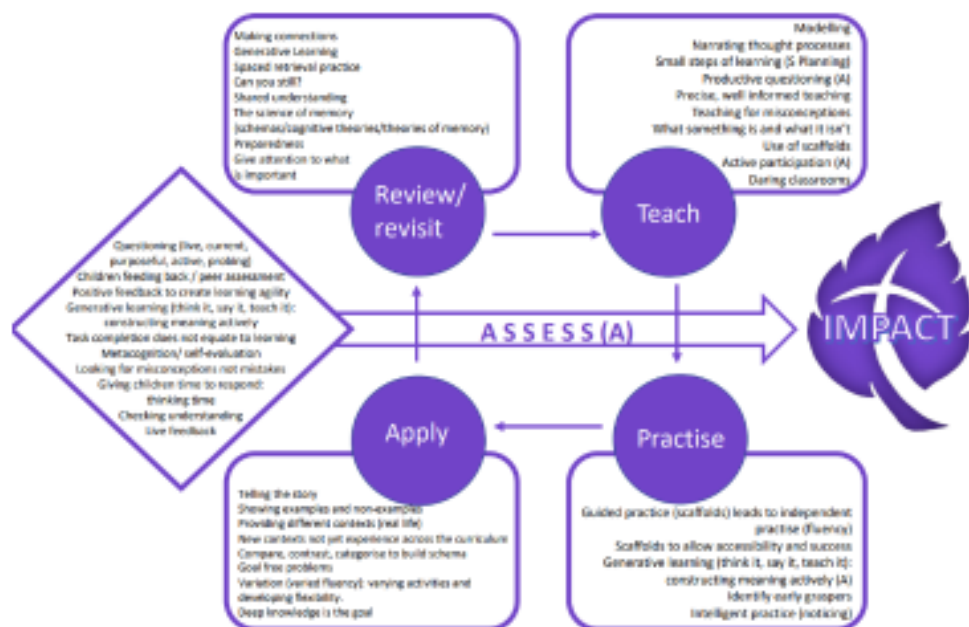 Making connections
Generative Learning
Spaced retrieval practice
Can you still?
Shared understanding
The science of memory
(schemas/cognitive theories/theories of memory)
Preparedness
Give attention to what
is important
Review/
revisit
Modelling
Narrating thought processes
Small steps of learning (S Planning)
Productive questioning (A)
Precise, well informed teaching
Teaching for misconceptions
What something is and what it isn't
Use of scaffolds
Active participation (A)
Daring classrooms
Teach
Questioning (live, current,
purposeful, active, probing)
Children feeding back / peer assessment
Positive feedback to create learning agility
Generative learning (think it, say it, teach it):
constructing meaning actively
Task completion does not equate to learning
Metacognition/ self-evaluation
Looking for misconceptions not mistakes
Giving children time to respond:
thinking time
Checking understanding
Live feedback
A S S E S S (A)
IMPACT
Apply
Telling the story
Showing examples and non-examples
Providing different contexts (real life)
New contexts not yet experience across the curriculum
Compare, contrast, categorise to build schema
Goal free problems
Variation (varied fluency): varying activities and
developing flexibility.
Deep knowledge is the goal
Practise
Guided practice (scaffolds) leads to independent
practise (fluency)
Scaffolds to allow accessibility and success
Generative learning (think it, say it, teach it):
constructing meaning actively (A)
Identify early graspers
Intelligent practice (noticing)